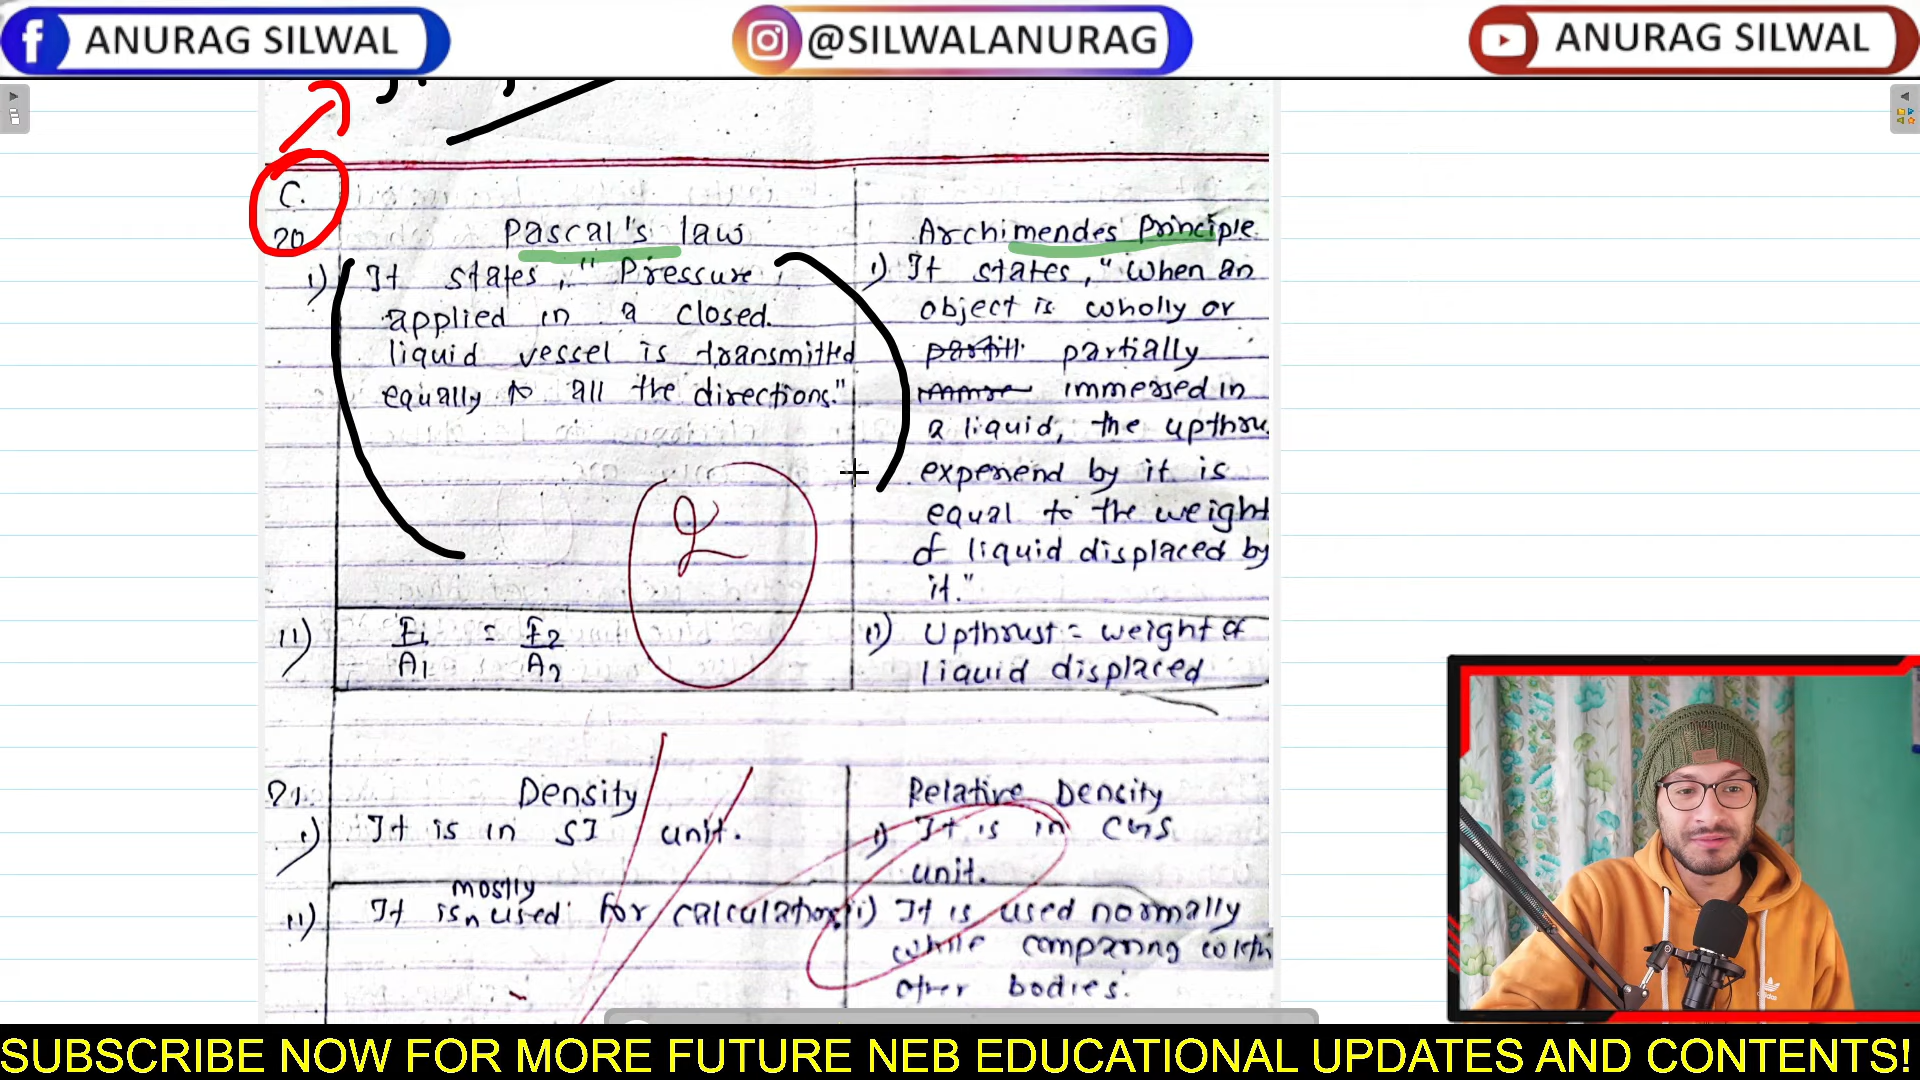 ANURAG SILWAL
@SILWALANURAG
ANURAG SILWAL
C.
20
Pascal's law
Archimendes Principle
i) It states, "Pressure
applied in a closed.
liquid vessel is transmitted
equally to all the directions."
i) It states, "When an
object is wholly or
partially
immersed in
a liquid, the upthru
by it is
equal to the weight
of liquid displaced by
it."
2
ii) F1/A1 = F2/A2
ii) Upthrust = weight of
liquid displaced
21.
Density
Relative Density
i) It is in SI unit.
i) It is in CGS
unit.
mostly
ii) It is used for calculation
ii) It is used normally
while comparing with
other bodies.
SUBSCRIBE NOW FOR MORE FUTURE NEB EDUCATIONAL UPDATES AND CONTENTS!